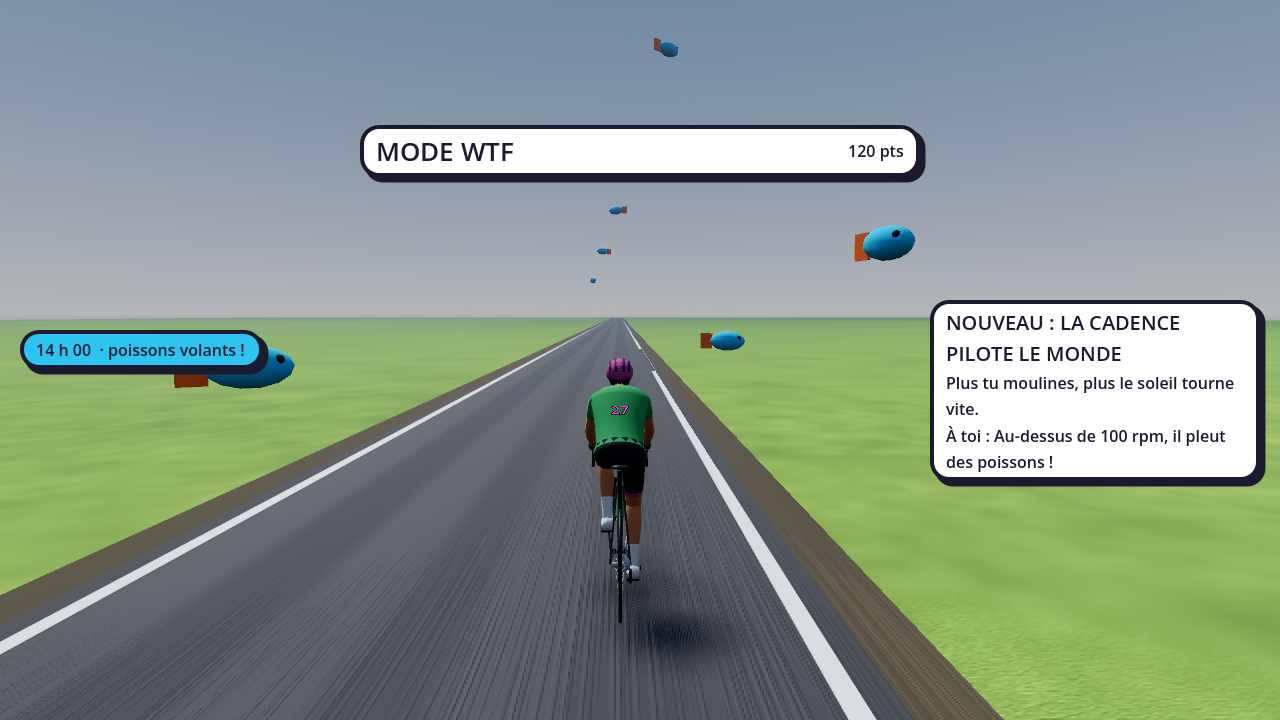 MODE WTF 120 pts
14 h 00 · poissons volants !
NOUVEAU : LA CADENCE
PILOTE LE MONDE
Plus tu moulines, plus le soleil tourne
vite.
À toi : Au-dessus de 100 rpm, il pleut
des poissons !
27